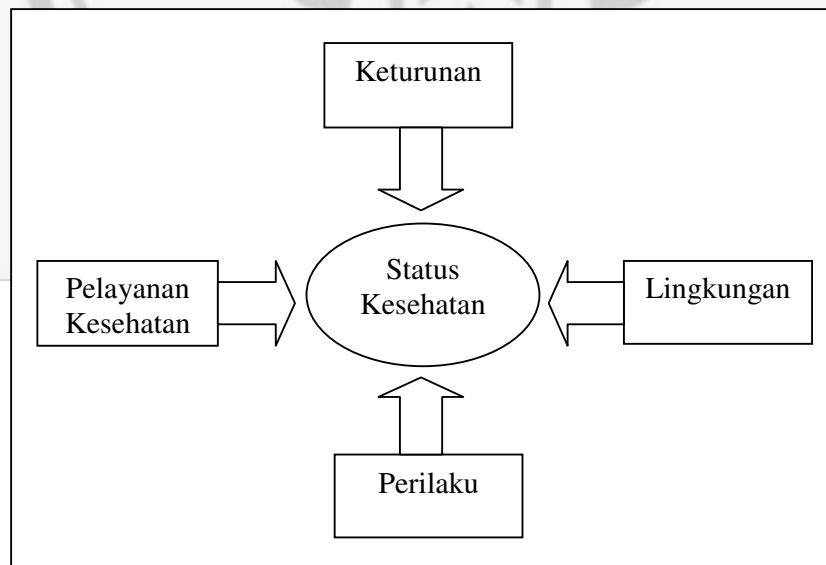 Keturunan
Pelayanan
Kesehatan
Status
Kesehatan
Lingkungan
Perilaku